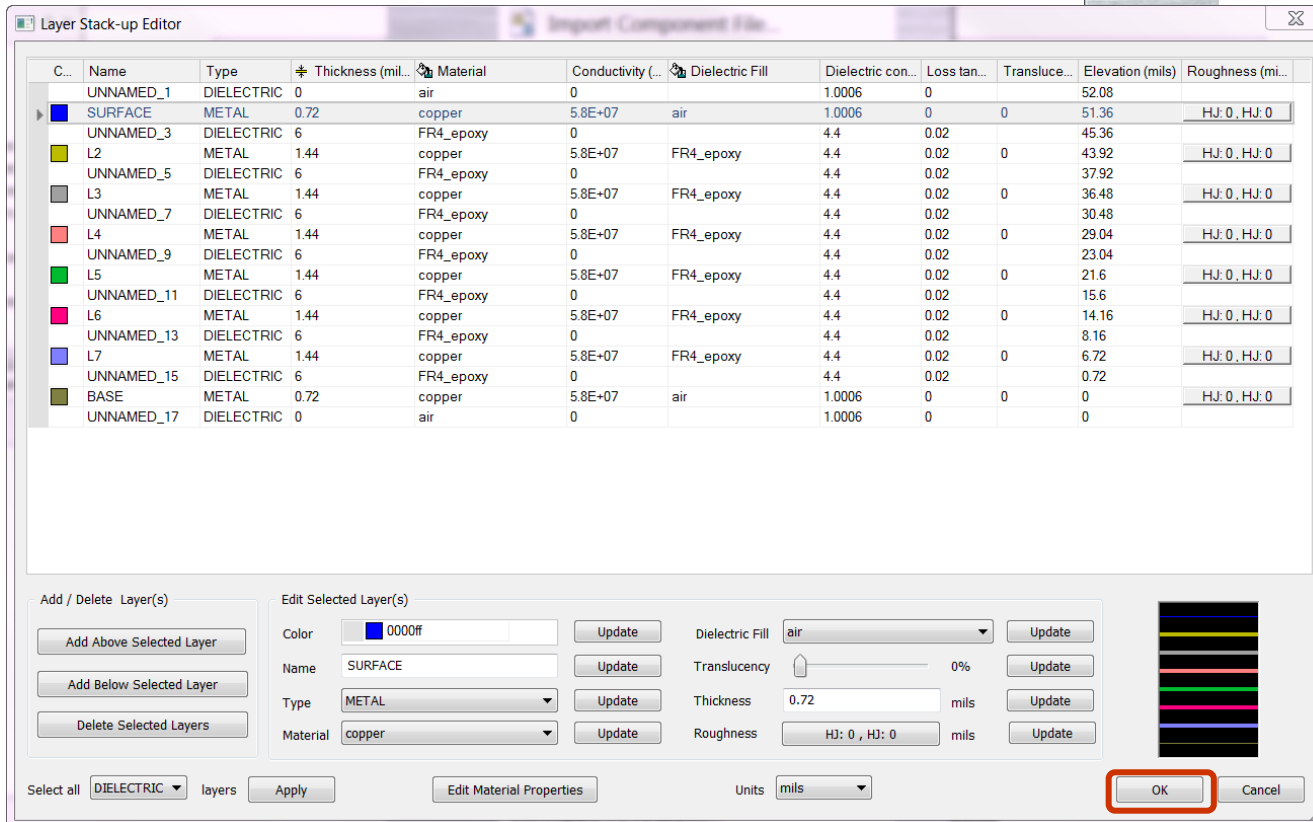 Layer Stack-up Editor
Import Component File...
C... Name Type Thickness (mil... Material Conductivity (... Dielectric Fill Dielectric con... Loss tan... Transluce... Elevation (mils) Roughness (mi...
UNNAMED_1 DIELECTRIC 0 air 0 1.0006 0 52.08
SURFACE METAL 0.72 copper 5.8E+07 air 1.0006 0 0 51.36 HJ: 0 , HJ: 0
UNNAMED_3 DIELECTRIC 6 FR4_epoxy 0 4.4 0.02 45.36
L2 METAL 1.44 copper 5.8E+07 FR4_epoxy 4.4 0.02 0 43.92 HJ: 0 , HJ: 0
UNNAMED_5 DIELECTRIC 6 FR4_epoxy 0 4.4 0.02 37.92
L3 METAL 1.44 copper 5.8E+07 FR4_epoxy 4.4 0.02 0 36.48 HJ: 0 , HJ: 0
UNNAMED_7 DIELECTRIC 6 FR4_epoxy 0 4.4 0.02 30.48
L4 METAL 1.44 copper 5.8E+07 FR4_epoxy 4.4 0.02 0 29.04 HJ: 0 , HJ: 0
UNNAMED_9 DIELECTRIC 6 FR4_epoxy 0 4.4 0.02 23.04
L5 METAL 1.44 copper 5.8E+07 FR4_epoxy 4.4 0.02 0 21.6 HJ: 0 , HJ: 0
UNNAMED_11 DIELECTRIC 6 FR4_epoxy 0 4.4 0.02 15.6
L6 METAL 1.44 copper 5.8E+07 FR4_epoxy 4.4 0.02 0 14.16 HJ: 0 , HJ: 0
UNNAMED_13 DIELECTRIC 6 FR4_epoxy 0 4.4 0.02 8.16
L7 METAL 1.44 copper 5.8E+07 FR4_epoxy 4.4 0.02 0 6.72 HJ: 0 , HJ: 0
UNNAMED_15 DIELECTRIC 6 FR4_epoxy 0 4.4 0.02 0.72
BASE METAL 0.72 copper 5.8E+07 air 1.0006 0 0 0 HJ: 0 , HJ: 0
UNNAMED_17 DIELECTRIC 0 air 0 1.0006 0 0
Add / Delete Layer(s)
Add Above Selected Layer
Add Below Selected Layer
Delete Selected Layers
Edit Selected Layer(s)
Color 0000ff Update Dielectric Fill air Update
Name SURFACE Update Translucency 0% Update
Type METAL Update Thickness 0.72 mils Update
Material copper Update Roughness HJ: 0 , HJ: 0 mils Update
Select all DIELECTRIC layers Apply Edit Material Properties Units mils OK Cancel